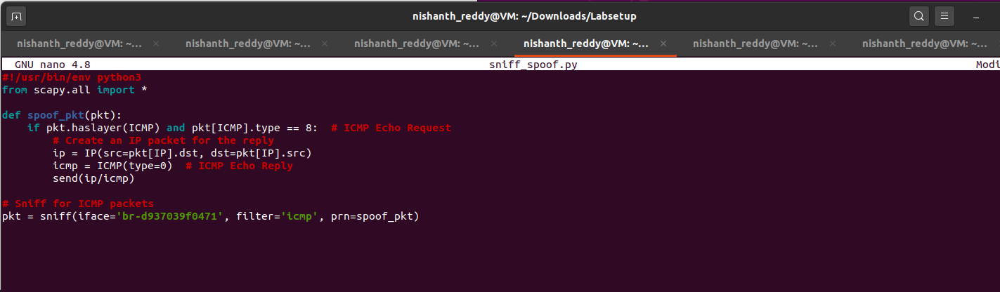 nishanth_reddy@VM: ~/Downloads/Labsetup
nishanth_reddy@VM: ~... × nishanth_reddy@VM: ~... × nishanth_reddy@VM: ~... × nishanth_reddy@VM: ~... × nishanth_reddy@VM: ~... × nishanth_reddy@VM: ~...
GNU nano 4.8 sniff_spoof.py Modi
#!/usr/bin/env python3
from scapy.all import *
def spoof_pkt(pkt):
    if pkt.haslayer(ICMP) and pkt[ICMP].type == 8:  # ICMP Echo Request
        # Create an IP packet for the reply
        ip = IP(src=pkt[IP].dst, dst=pkt[IP].src)
        icmp = ICMP(type=0)  # ICMP Echo Reply
        send(ip/icmp)
# Sniff for ICMP packets
pkt = sniff(iface='br-d937039f0471', filter='icmp', prn=spoof_pkt)